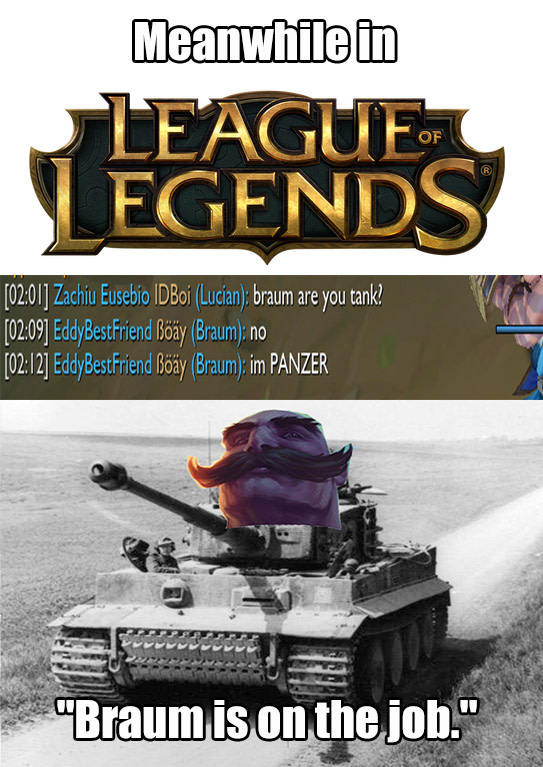 Meanwhile in
LEAGUE OF
LEGENDS®
[02:01] Zachiu Eusebio IDBoi (Lucian): braum are you tank?
[02:09] EddyBestFriend ßöäy (Braum): no
[02:12] EddyBestFriend ßöäy (Braum): im PANZER
"Braum is on the job."